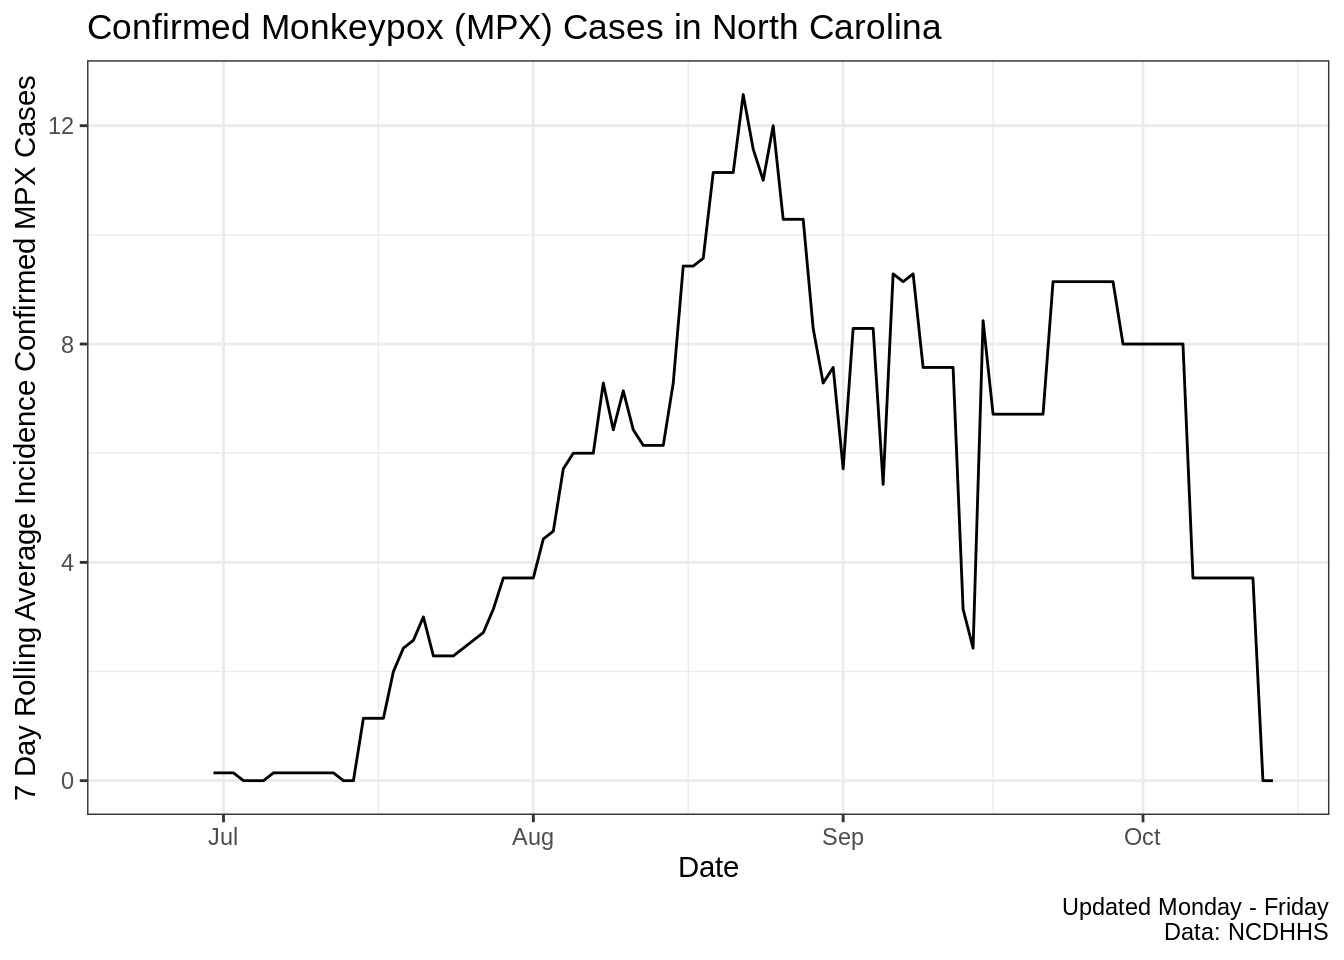 Confirmed Monkeypox (MPX) Cases in North Carolina
7 Day Rolling Average Incidence Confirmed MPX Cases
12
8
4
0
Jul
Aug
Sep
Oct
Date
Updated Monday - Friday
Data: NCDHHS